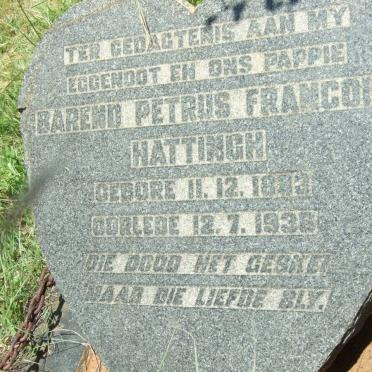 TER GEDAGTENIS AAN MY
EGGENOOT EN ONS PAPPIE
BAREND PETRUS FRANCOI
HATTINGH
GEBORE 11.12.18
OORLEDE 12.7.1938
DIE DOOD HET GESKEI
MAAR DIE LIEFDE BLY.